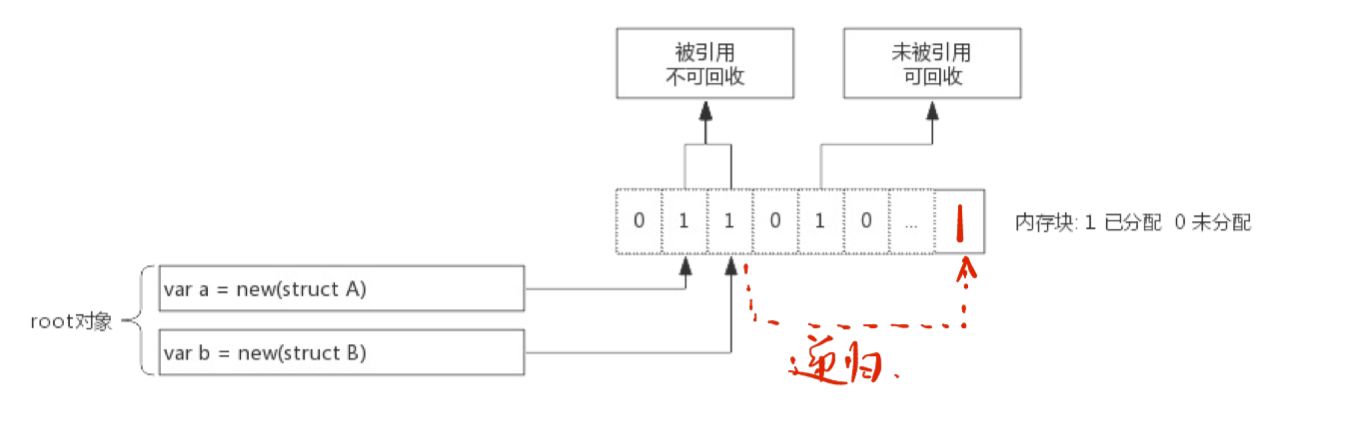 被引用
不可回收
未被引用
可回收
0 1 1 0 1 0 ... 1
内存块: 1 已分配 0 未分配
var a = new(struct A)
root对象
var b = new(struct B)
递归.